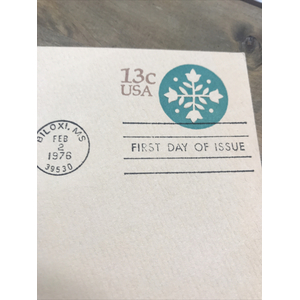 13c
USA
BILOXI, MS
FEB
2
1976
39530
FIRST DAY OF ISSUE